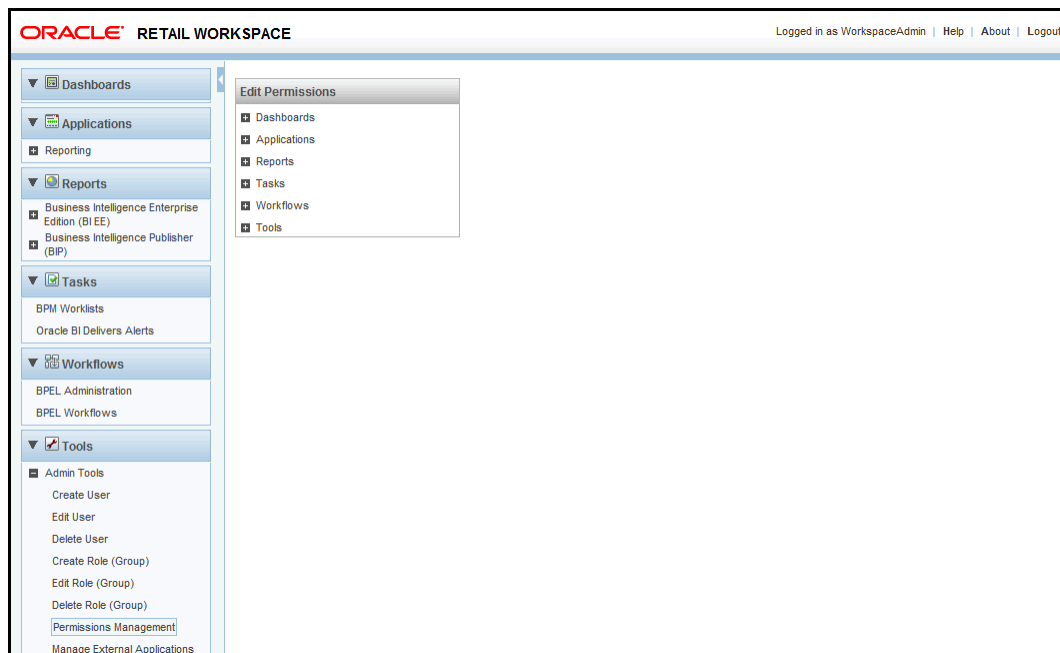 ORACLE RETAIL WORKSPACE
Logged in as WorkspaceAdmin | Help | About | Logout
Dashboards
Applications
Reporting
Reports
Business Intelligence Enterprise
Edition (BI EE)
Business Intelligence Publisher
(BIP)
Tasks
BPM Worklists
Oracle BI Delivers Alerts
Workflows
BPEL Administration
BPEL Workflows
Tools
Admin Tools
Create User
Edit User
Delete User
Create Role (Group)
Edit Role (Group)
Delete Role (Group)
Permissions Management
Manage External Applications
Edit Permissions
Dashboards
Applications
Reports
Tasks
Workflows
Tools